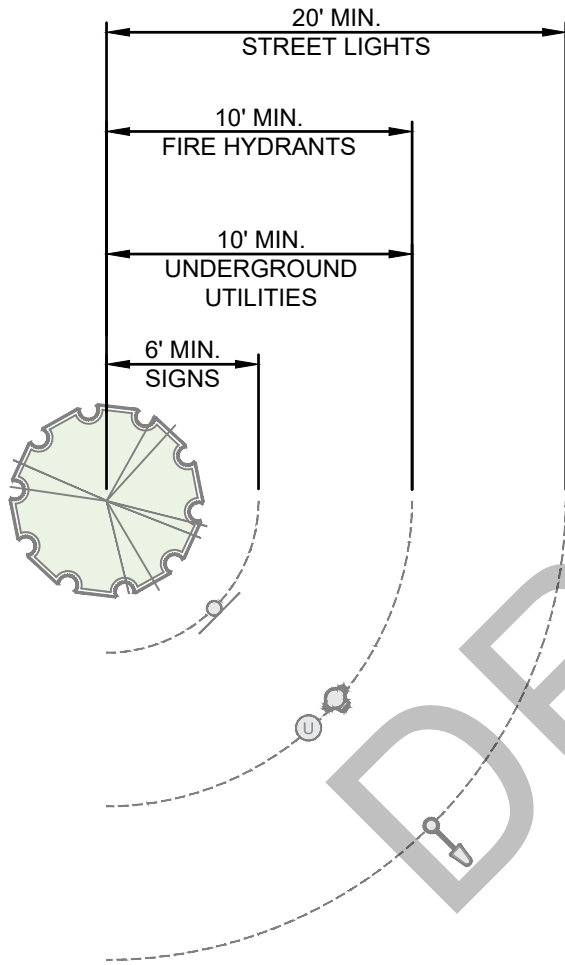 20' MIN.
STREET LIGHTS
10' MIN.
FIRE HYDRANTS
10' MIN.
UNDERGROUND
UTILITIES
6' MIN.
SIGNS
U